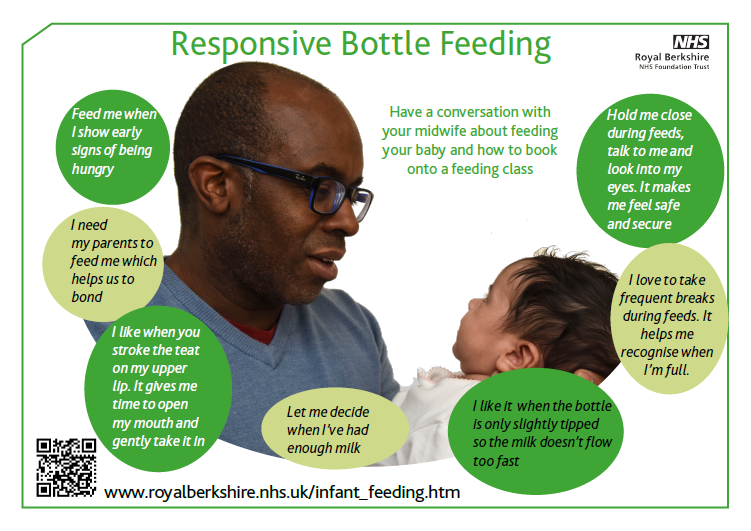 Responsive Bottle Feeding
NHS
Royal Berkshire
NHS Foundation Trust
Have a conversation with
your midwife about feeding
your baby and how to book
onto a feeding class
Feed me when
I show early
signs of being
hungry
I need
my parents to
feed me which
helps us to
bond
I like when you
stroke the teat
on my upper
lip. It gives me
time to open
my mouth and
gently take it in
Let me decide
when I've had
enough milk
I like it when the bottle
is only slightly tipped
so the milk doesn't flow
too fast
Hold me close
during feeds,
talk to me and
look into my
eyes. It makes
me feel safe
and secure
I love to take
frequent breaks
during feeds. It
helps me
recognise when
I'm full.
Ray-Ban
www.royalberkshire.nhs.uk/infant_feeding.htm